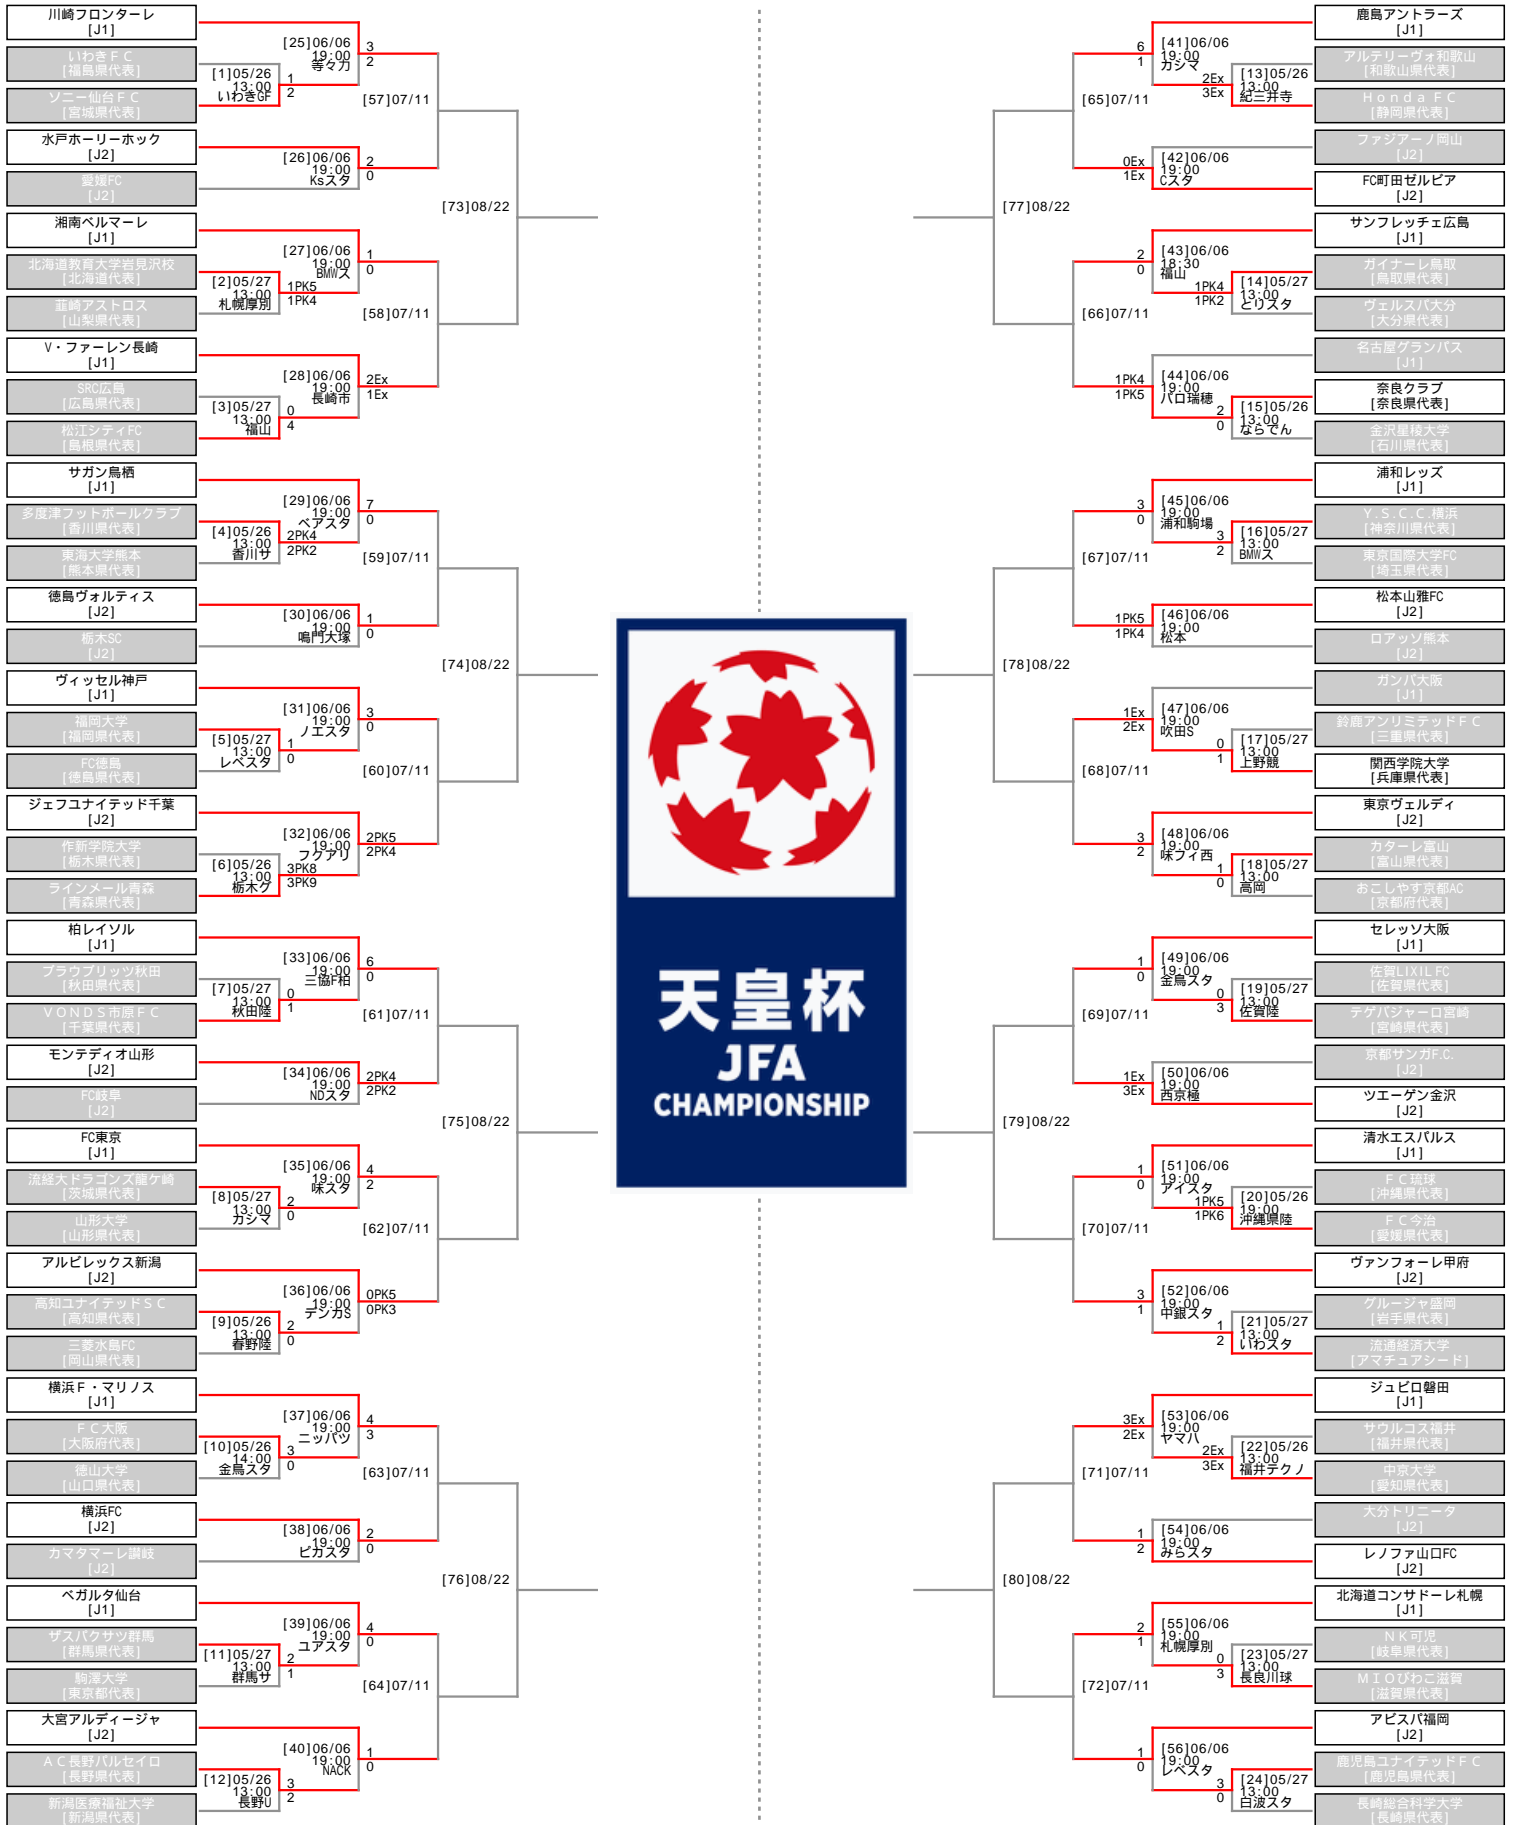 川崎フロンターレ
[J1]
いわきＦＣ
[福島県代表]
ソニー仙台ＦＣ
[宮城県代表]
[1]05/26
13:00
いわきGF
1
2
[25]06/06
19:00
等々力
3
2
[57]07/11
水戸ホーリーホック
[J2]
愛媛FC
[J2]
[26]06/06
19:00
Ksスタ
2
0
[73]08/22
湘南ベルマーレ
[J1]
北海道教育大学岩見沢校
[北海道代表]
韮崎アストロス
[山梨県代表]
[2]05/27
13:00
札幌厚別
1PK5
1PK4
[27]06/06
19:00
BMWス
1
0
[58]07/11
V・ファーレン長崎
[J1]
SRC広島
[広島県代表]
松江シティFC
[島根県代表]
[3]05/27
13:00
福山
0
4
[28]06/06
19:00
長崎市
2Ex
1Ex
サガン鳥栖
[J1]
多度津フットボールクラブ
[香川県代表]
東海大学熊本
[熊本県代表]
[4]05/26
13:00
香川サ
2PK4
2PK2
[29]06/06
19:00
ベアスタ
7
0
[59]07/11
徳島ヴォルティス
[J2]
栃木SC
[J2]
[30]06/06
19:00
鳴門大塚
1
0
[74]08/22
ヴィッセル神戸
[J1]
福岡大学
[福岡県代表]
FC徳島
[徳島県代表]
[5]05/27
13:00
レベスタ
1
0
[31]06/06
19:00
ノエスタ
3
0
[60]07/11
ジェフユナイテッド千葉
[J2]
作新学院大学
[栃木県代表]
ラインメール青森
[青森県代表]
[6]05/26
13:00
栃木グ
3PK8
3PK9
[32]06/06
19:00
フクアリ
2PK5
2PK4
柏レイソル
[J1]
ブラウブリッツ秋田
[秋田県代表]
ＶＯＮＤＳ市原ＦＣ
[千葉県代表]
[7]05/27
13:00
秋田陸
0
1
[33]06/06
19:00
三協F柏
6
0
[61]07/11
モンテディオ山形
[J2]
FC岐阜
[J2]
[34]06/06
19:00
NDスタ
2PK4
2PK2
[75]08/22
FC東京
[J1]
流経大ドラゴンズ龍ケ崎
[茨城県代表]
山形大学
[山形県代表]
[8]05/27
13:00
カシマ
2
0
[35]06/06
19:00
味スタ
4
2
[62]07/11
アルビレックス新潟
[J2]
高知ユナイテッドＳＣ
[高知県代表]
三菱水島FC
[岡山県代表]
[9]05/26
13:00
春野陸
2
0
[36]06/06
19:00
デンカS
0PK5
0PK3
横浜Ｆ・マリノス
[J1]
ＦＣ大阪
[大阪府代表]
徳山大学
[山口県代表]
[10]05/26
14:00
金鳥スタ
3
0
[37]06/06
19:00
ニッパツ
4
3
[63]07/11
横浜FC
[J2]
カマタマーレ讃岐
[J2]
[38]06/06
19:00
ピカスタ
2
0
[76]08/22
ベガルタ仙台
[J1]
ザスパクサツ群馬
[群馬県代表]
駒澤大学
[東京都代表]
[11]05/27
13:00
群馬サ
2
1
[39]06/06
19:00
ユアスタ
4
0
[64]07/11
大宮アルディージャ
[J2]
ＡＣ長野パルセイロ
[長野県代表]
新潟医療福祉大学
[新潟県代表]
[12]05/26
13:00
長野U
3
2
[40]06/06
19:00
NACK
1
0
天皇杯
JFA
CHAMPIONSHIP
鹿島アントラーズ
[J1]
アルテリーヴォ和歌山
[和歌山県代表]
Ｈｏｎｄａ ＦＣ
[静岡県代表]
[13]05/26
13:00
紀三井寺
2Ex
3Ex
[41]06/06
19:00
カシマ
6
1
[65]07/11
ファジアーノ岡山
[J2]
FC町田ゼルビア
[J2]
[42]06/06
19:00
Cスタ
0Ex
1Ex
[77]08/22
サンフレッチェ広島
[J1]
ガイナーレ鳥取
[鳥取県代表]
ヴェルスパ大分
[大分県代表]
[14]05/27
13:00
とりスタ
1PK4
1PK2
[43]06/06
18:30
福山
2
0
[66]07/11
名古屋グランパス
[J1]
奈良クラブ
[奈良県代表]
金沢星稜大学
[石川県代表]
[15]05/26
13:00
ならでん
2
0
[44]06/06
19:00
パロ瑞穂
1PK4
1PK5
浦和レッズ
[J1]
Ｙ.Ｓ.Ｃ.Ｃ.横浜
[神奈川県代表]
東京国際大学FC
[埼玉県代表]
[16]05/27
13:00
BMWス
3
2
[45]06/06
19:00
浦和駒場
3
0
[67]07/11
松本山雅FC
[J2]
ロアッソ熊本
[J2]
[46]06/06
19:00
松本
1PK5
1PK4
[78]08/22
ガンバ大阪
[J1]
鈴鹿アンリミテッドＦＣ
[三重県代表]
関西学院大学
[兵庫県代表]
[17]05/27
13:00
上野競
0
1
[47]06/06
19:00
吹田S
1Ex
2Ex
[68]07/11
東京ヴェルディ
[J2]
カターレ富山
[富山県代表]
おこしやす京都AC
[京都府代表]
[18]05/27
13:00
高岡
1
0
[48]06/06
19:00
味フィ西
3
2
セレッソ大阪
[J1]
佐賀LIXIL FC
[佐賀県代表]
テゲバジャーロ宮崎
[宮崎県代表]
[19]05/27
13:00
佐賀陸
0
3
[49]06/06
19:00
金鳥スタ
1
0
[69]07/11
京都サンガF.C.
[J2]
ツエーゲン金沢
[J2]
[50]06/06
19:00
西京極
1Ex
3Ex
[79]08/22
清水エスパルス
[J1]
ＦＣ琉球
[沖縄県代表]
ＦＣ今治
[愛媛県代表]
[20]05/26
19:00
沖縄県陸
1PK5
1PK6
[51]06/06
19:00
アイスタ
1
0
[70]07/11
ヴァンフォーレ甲府
[J2]
グルージャ盛岡
[岩手県代表]
流通経済大学
[アマチュアシード]
[21]05/27
13:00
いわスタ
1
2
[52]06/06
19:00
中銀スタ
3
1
ジュビロ磐田
[J1]
サウルコス福井
[福井県代表]
中京大学
[愛知県代表]
[22]05/26
13:00
福井テクノ
2Ex
3Ex
[53]06/06
19:00
ヤマハ
3Ex
2Ex
[71]07/11
大分トリニータ
[J2]
レノファ山口FC
[J2]
[54]06/06
19:00
みらスタ
1
2
[80]08/22
北海道コンサドーレ札幌
[J1]
ＮＫ可児
[岐阜県代表]
ＭＩＯびわこ滋賀
[滋賀県代表]
[23]05/27
13:00
長良川球
0
3
[55]06/06
19:00
札幌厚別
2
1
[72]07/11
アビスパ福岡
[J2]
鹿児島ユナイテッドＦＣ
[鹿児島県代表]
長崎総合科学大学
[長崎県代表]
[24]05/27
13:00
白波スタ
3
0
[56]06/06
19:00
レベスタ
1
0